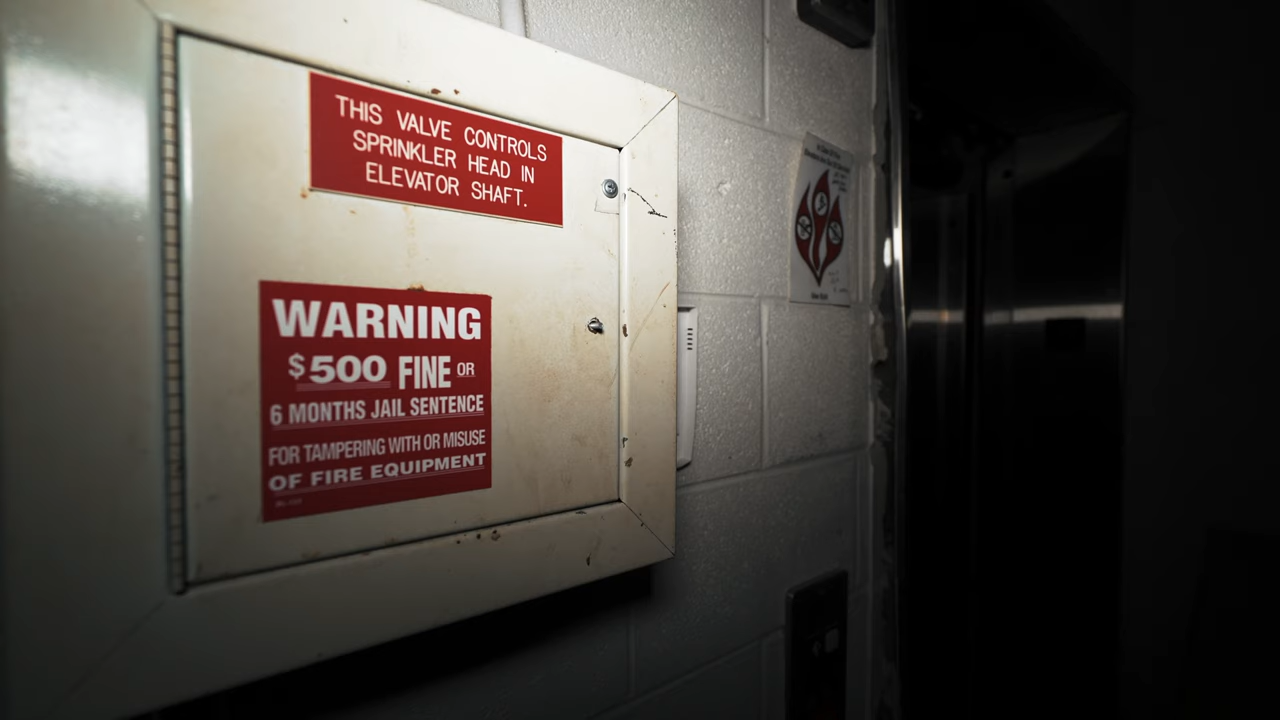 THIS VALVE CONTROLS
SPRINKLER HEAD IN
ELEVATOR SHAFT.
WARNING
$500 FINE OR
6 MONTHS JAIL SENTENCE
FOR TAMPERING WITH OR MISUSE
OF FIRE EQUIPMENT